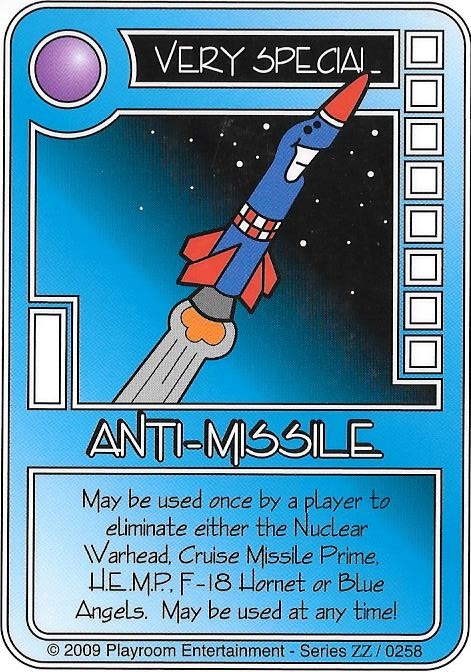 VERY SPECIAL
ANTI-MISSILE
May be used once by a player to
eliminate either the Nuclear
Warhead, Cruise Missile Prime,
H.E.M.P., F-18 Hornet or Blue
Angels. May be used at any time!
© 2009 Playroom Entertainment - Series ZZ / 0258